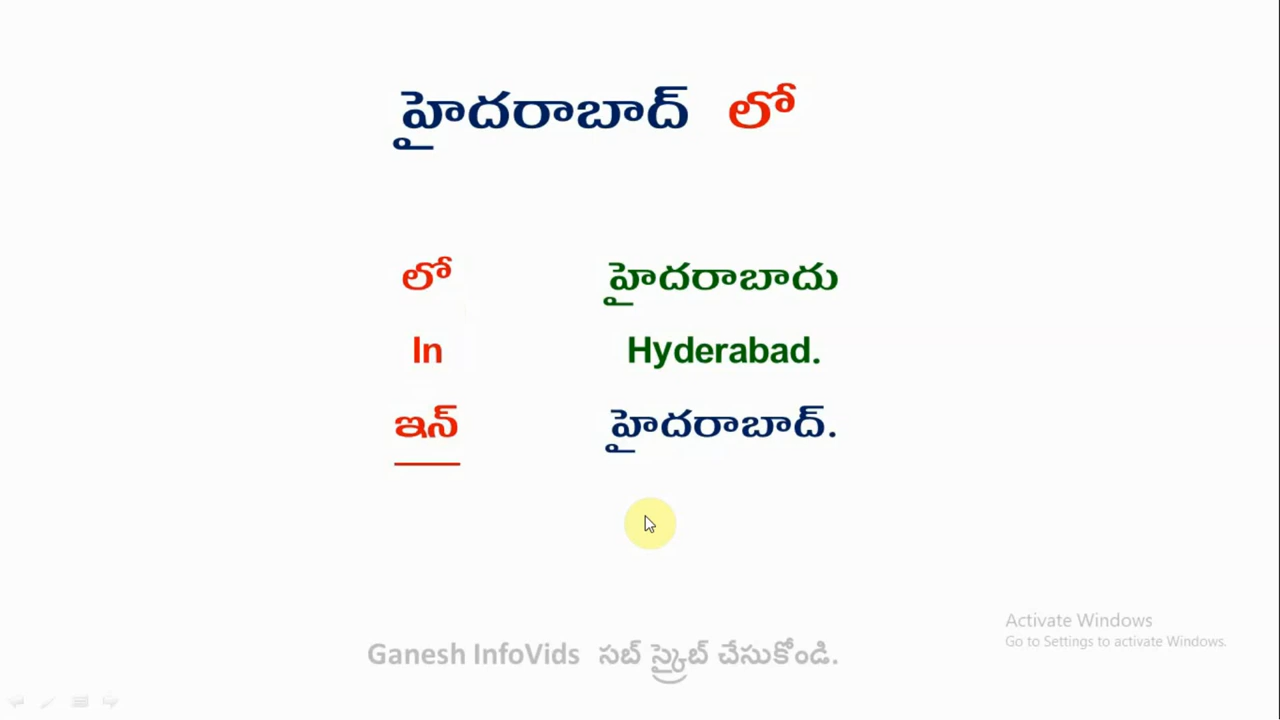 హైదరాబాద్ లో
లో హైదరాబాదు
In Hyderabad.
ఇన్ హైదరాబాద్.
Activate Windows
Go to Settings to activate Windows.
Ganesh InfoVids సబ్ స్క్రైబ్ చేసుకోండి.